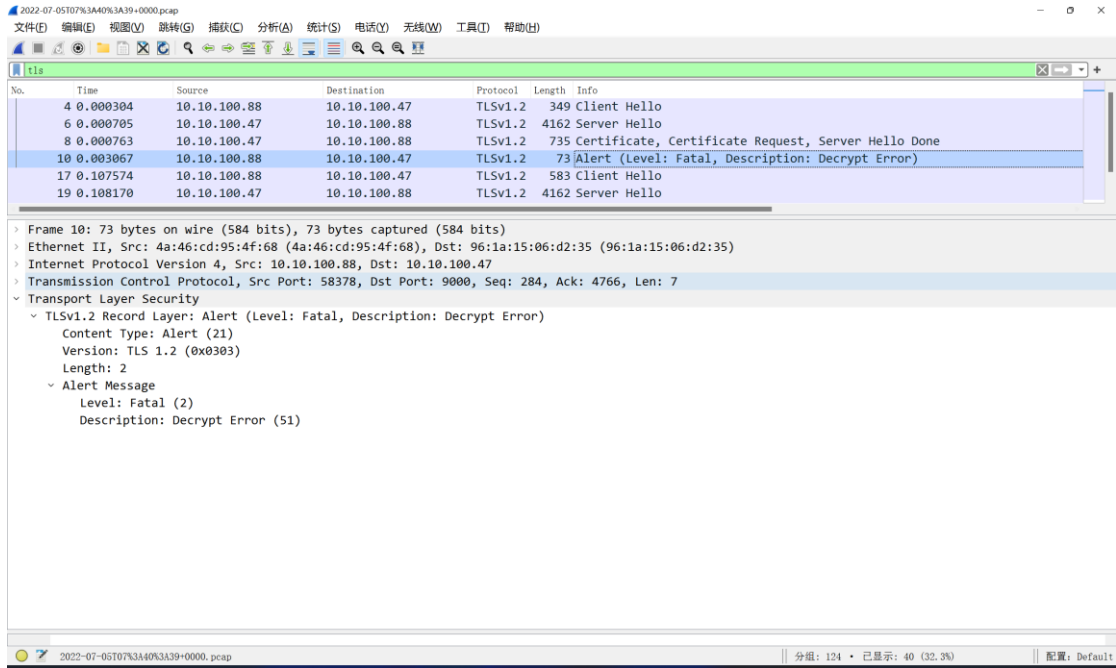 2022-07-05T07%3A40%3A39+0000.pcap
文件(F) 编辑(E) 视图(V) 跳转(G) 捕获(C) 分析(A) 统计(S) 电话(Y) 无线(W) 工具(T) 帮助(H)
tls
No. Time Source Destination Protocol Length Info
4 0.000304 10.10.100.88 10.10.100.47 TLSv1.2 349 Client Hello
6 0.000705 10.10.100.47 10.10.100.88 TLSv1.2 4162 Server Hello
8 0.000763 10.10.100.47 10.10.100.88 TLSv1.2 735 Certificate, Certificate Request, Server Hello Done
10 0.003067 10.10.100.88 10.10.100.47 TLSv1.2 73 Alert (Level: Fatal, Description: Decrypt Error)
17 0.107574 10.10.100.88 10.10.100.47 TLSv1.2 583 Client Hello
19 0.108170 10.10.100.47 10.10.100.88 TLSv1.2 4162 Server Hello
Frame 10: 73 bytes on wire (584 bits), 73 bytes captured (584 bits)
Ethernet II, Src: 4a:46:cd:95:4f:68 (4a:46:cd:95:4f:68), Dst: 96:1a:15:06:d2:35 (96:1a:15:06:d2:35)
Internet Protocol Version 4, Src: 10.10.100.88, Dst: 10.10.100.47
Transmission Control Protocol, Src Port: 58378, Dst Port: 9000, Seq: 284, Ack: 4766, Len: 7
Transport Layer Security
TLSv1.2 Record Layer: Alert (Level: Fatal, Description: Decrypt Error)
Content Type: Alert (21)
Version: TLS 1.2 (0x0303)
Length: 2
Alert Message
Level: Fatal (2)
Description: Decrypt Error (51)
2022-07-05T07%3A40%3A39+0000.pcap 分组: 124 • 已显示: 40 (32.3%) 配置: Default